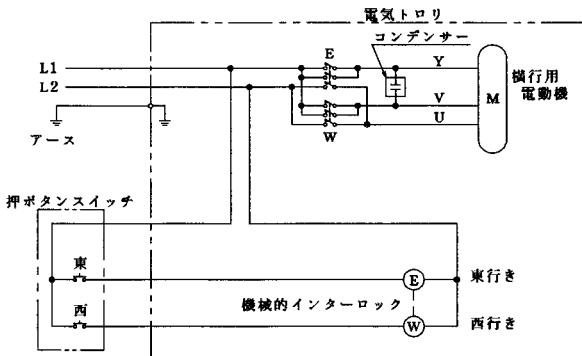 電気トロリ
コンデンサー
L1
L2
E
Y
横行用
電動機
M
V
U
W
アース
押ボタンスイッチ
東
E
東行き
機械的インターロック
西
W
西行き